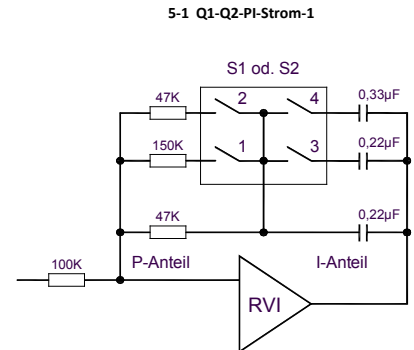 5-1 Q1-Q2-PI-Strom-1
S1 od. S2
47K
2
4
0,33µF
150K
1
3
0,22µF
47K
0,22µF
100K
P-Anteil
I-Anteil
RVI